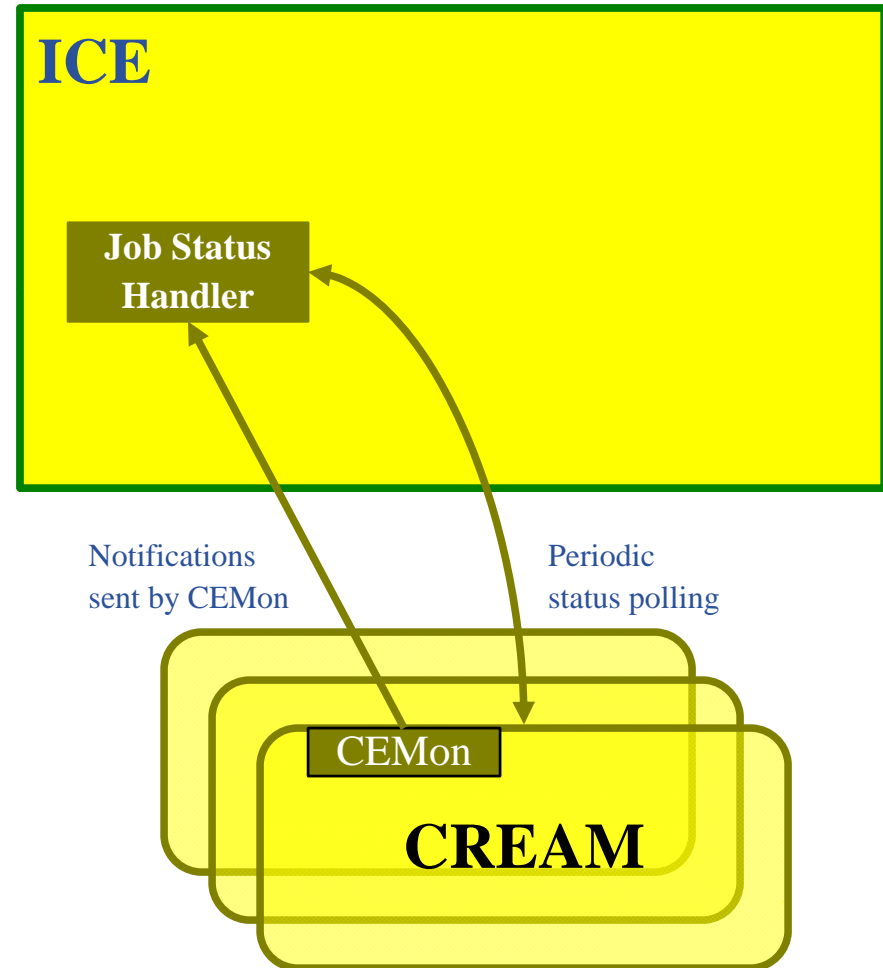 ICE
Job Status
Handler
Notifications
sent by CEMon
Periodic
status polling
CEMon
CREAM